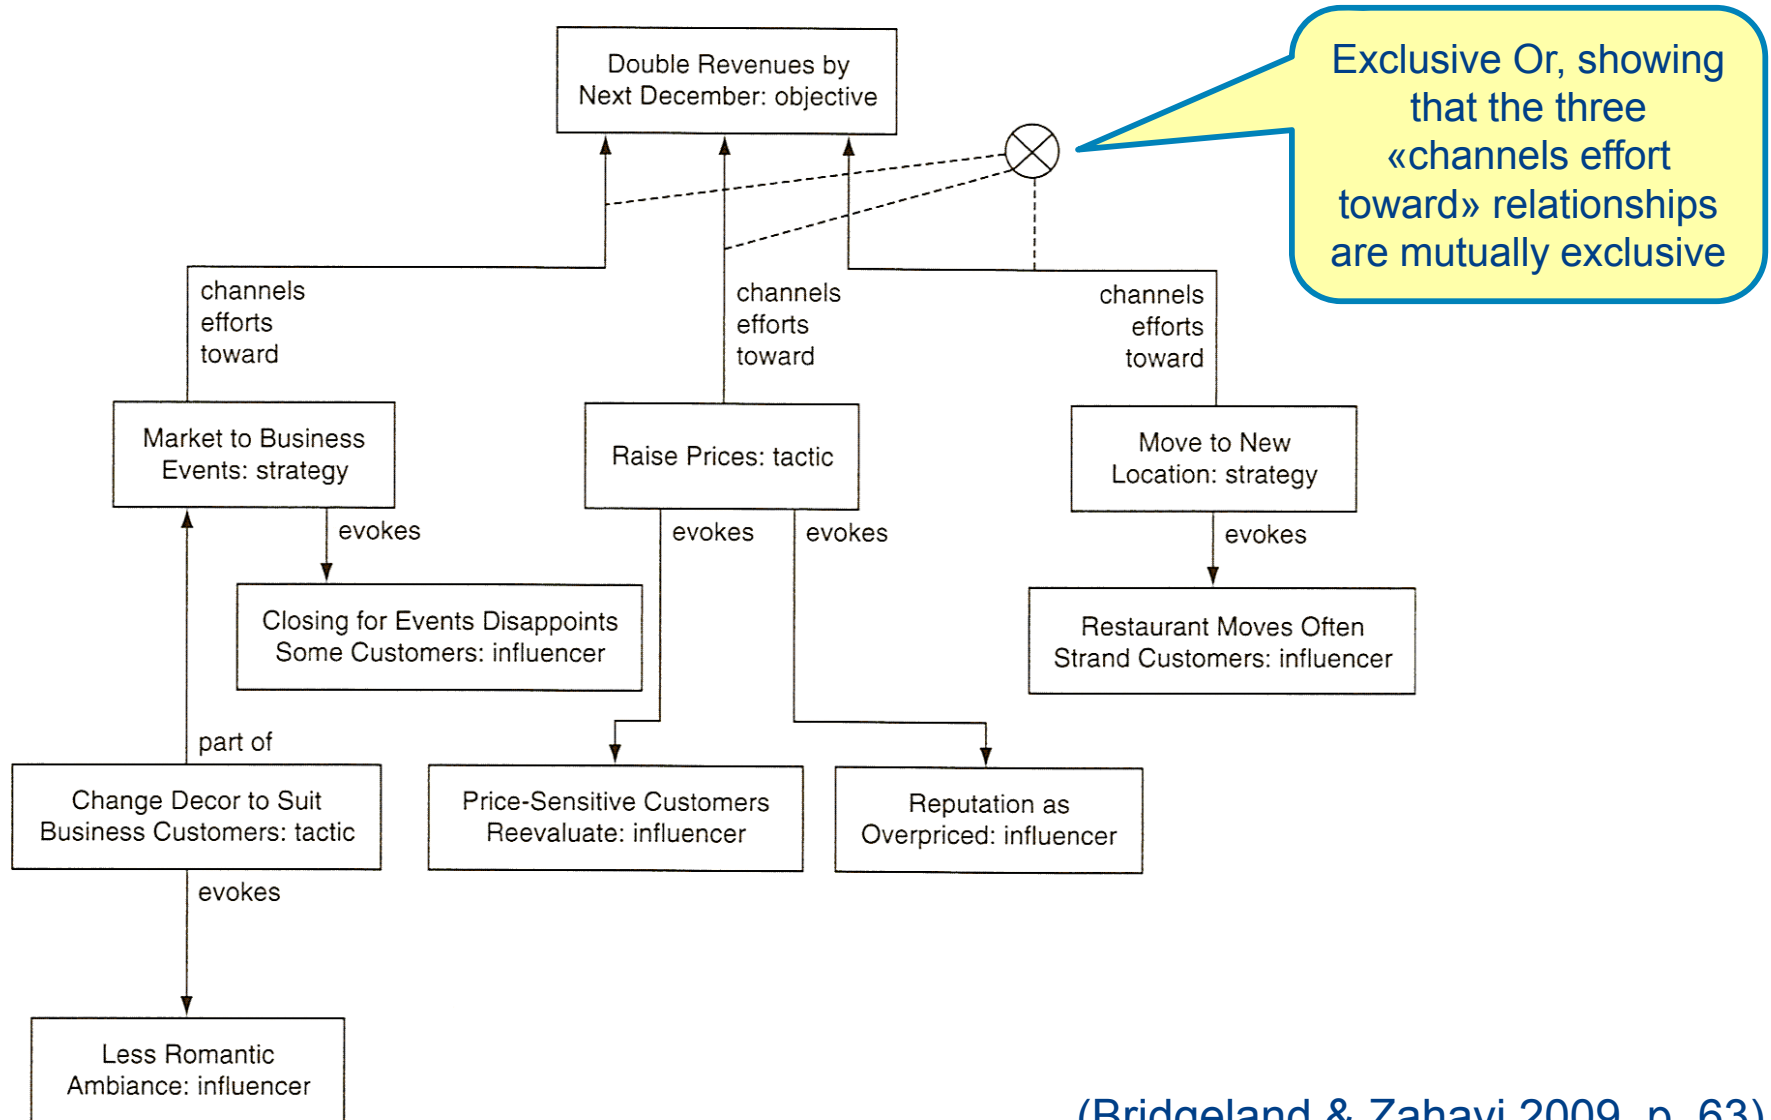 Double Revenues by
Next December: objective
Exclusive Or, showing
that the three
«channels effort
toward» relationships
are mutually exclusive
channels
efforts
toward
channels
efforts
toward
channels
efforts
toward
Market to Business
Events: strategy
Raise Prices: tactic
Move to New
Location: strategy
evokes
evokes
evokes
evokes
Closing for Events Disappoints
Some Customers: influencer
Restaurant Moves Often
Strand Customers: influencer
part of
Change Decor to Suit
Business Customers: tactic
Price-Sensitive Customers
Reevaluate: influencer
Reputation as
Overpriced: influencer
evokes
Less Romantic
Ambiance: influencer
(Bridgeland & Zahavi 2009, p. 63)